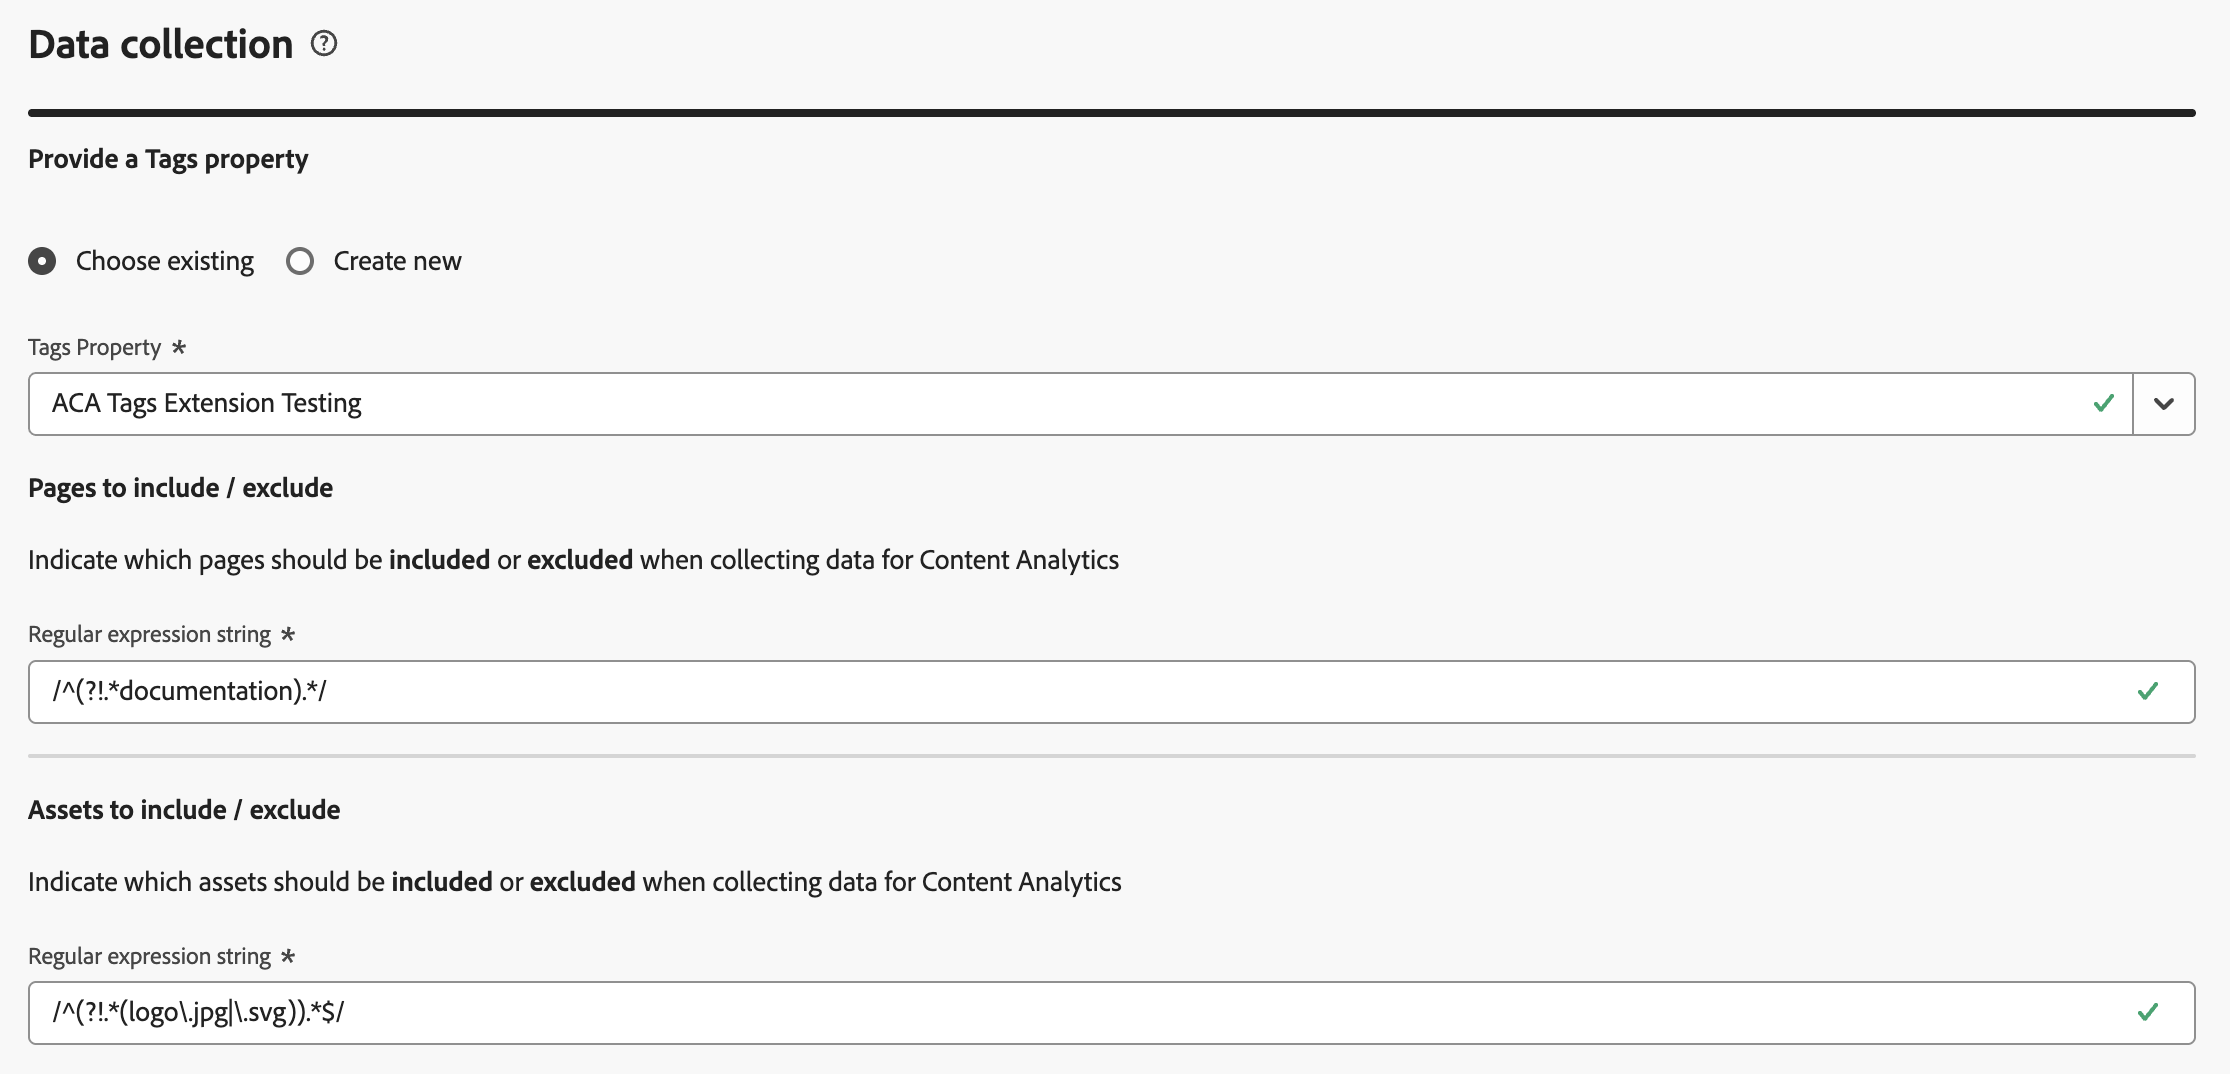 Data collection
Provide a Tags property
Choose existing Create new
Tags Property *
ACA Tags Extension Testing
Pages to include / exclude
Indicate which pages should be included or excluded when collecting data for Content Analytics
Regular expression string *
/^(?!.*documentation).*/
Assets to include / exclude
Indicate which assets should be included or excluded when collecting data for Content Analytics
Regular expression string *
/^(?!.*(logo\.jpg|\.svg)).*$/